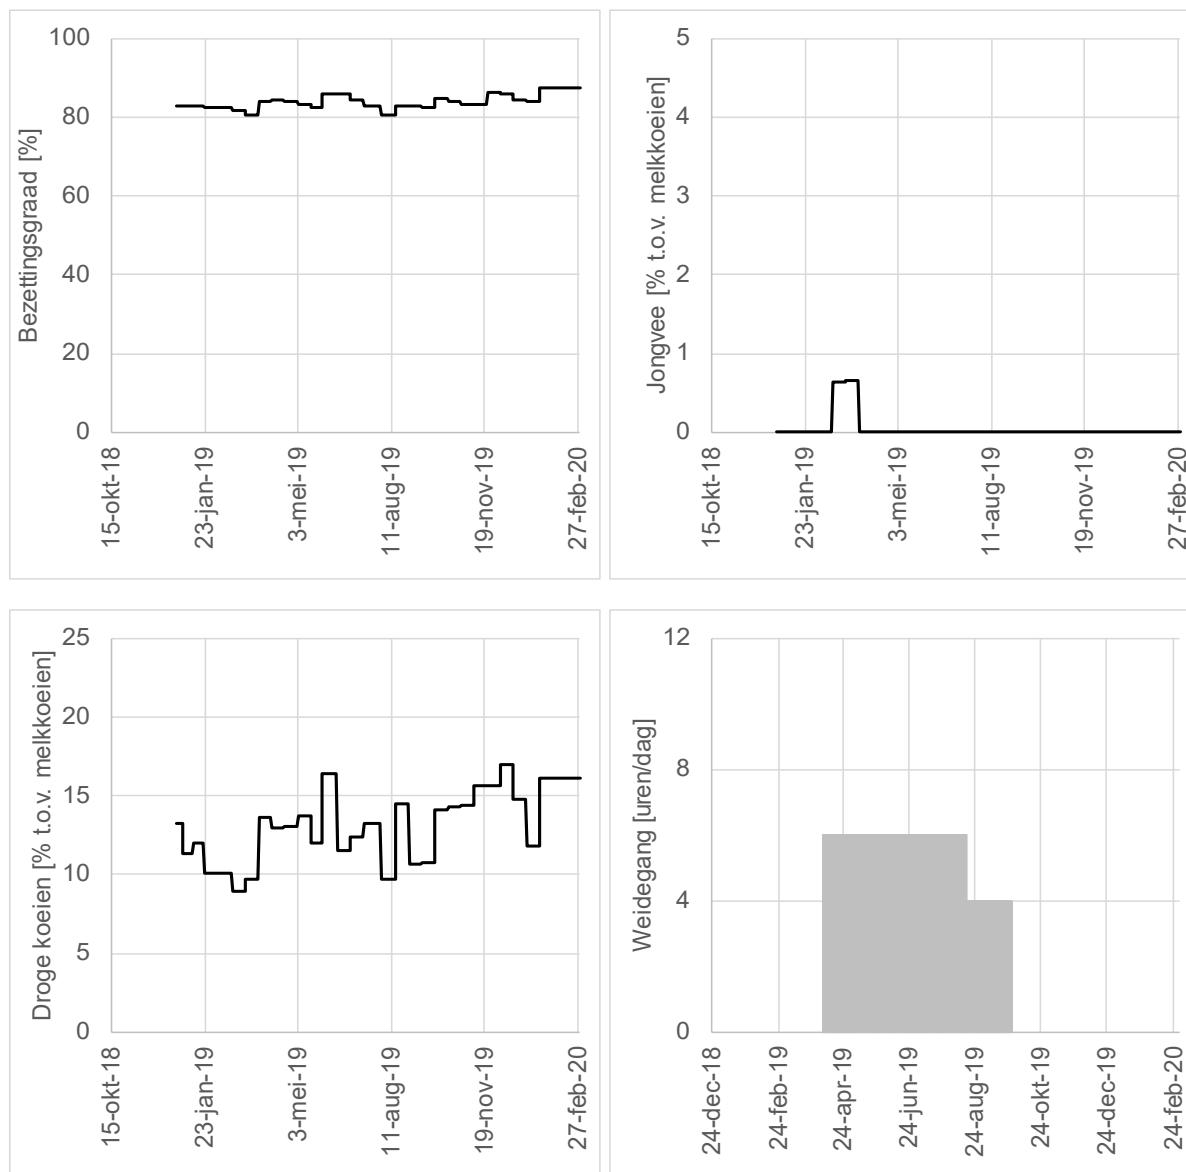 Bezettingsgraad [%]
100
80
60
40
20
0
15-okt-18
23-jan-19
3-mei-19
11-aug-19
19-nov-19
27-feb-20
Jongvee [% t.o.v. melkkoeien]
5
4
3
2
1
0
15-okt-18
23-jan-19
3-mei-19
11-aug-19
19-nov-19
27-feb-20
Droge koeien [% t.o.v. melkkoeien]
25
20
15
10
5
0
15-okt-18
23-jan-19
3-mei-19
11-aug-19
19-nov-19
27-feb-20
Weidegang [uren/dag]
12
8
4
0
24-dec-18
24-feb-19
24-apr-19
24-jun-19
24-aug-19
24-okt-19
24-dec-19
24-feb-20